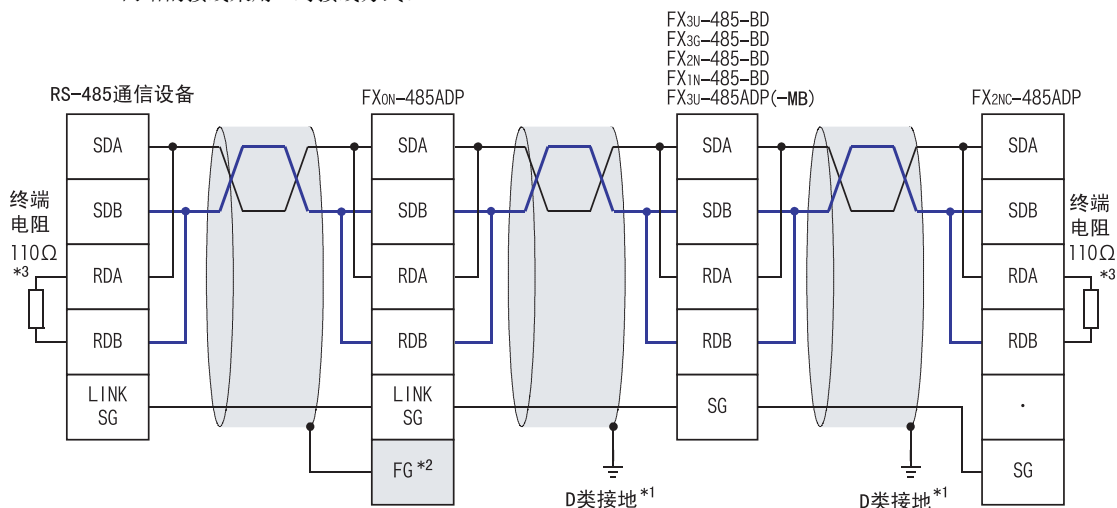 FX3U-485-BD
FX3G-485-BD
FX2N-485-BD
FX1N-485-BD
RS-485通信设备
FX0N-485ADP
FX3U-485ADP(-MB)
FX2NC-485ADP
SDA
SDA
SDA
SDA
SDB
SDB
SDB
SDB
终端
电阻
110Ω
*3
终端
电阻
110Ω
*3
RDA
RDA
RDA
RDA
RDB
RDB
RDB
RDB
LINK
SG
LINK
SG
SG
·
FG*2
SG
D类接地*1
D类接地*1